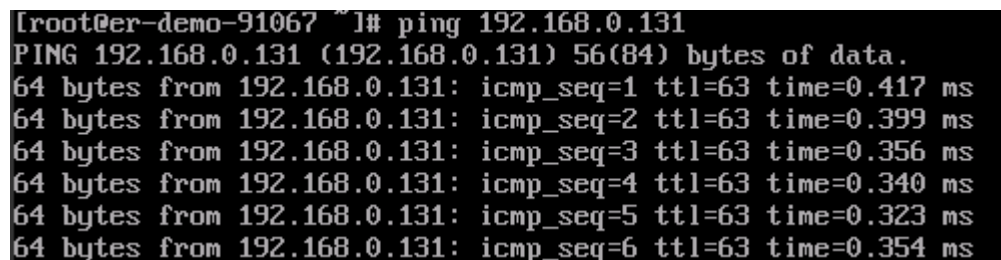 [root@er-demo-91067 ~]# ping 192.168.0.131
PING 192.168.0.131 (192.168.0.131) 56(84) bytes of data.
64 bytes from 192.168.0.131: icmp_seq=1 ttl=63 time=0.417 ms
64 bytes from 192.168.0.131: icmp_seq=2 ttl=63 time=0.399 ms
64 bytes from 192.168.0.131: icmp_seq=3 ttl=63 time=0.356 ms
64 bytes from 192.168.0.131: icmp_seq=4 ttl=63 time=0.340 ms
64 bytes from 192.168.0.131: icmp_seq=5 ttl=63 time=0.323 ms
64 bytes from 192.168.0.131: icmp_seq=6 ttl=63 time=0.354 ms